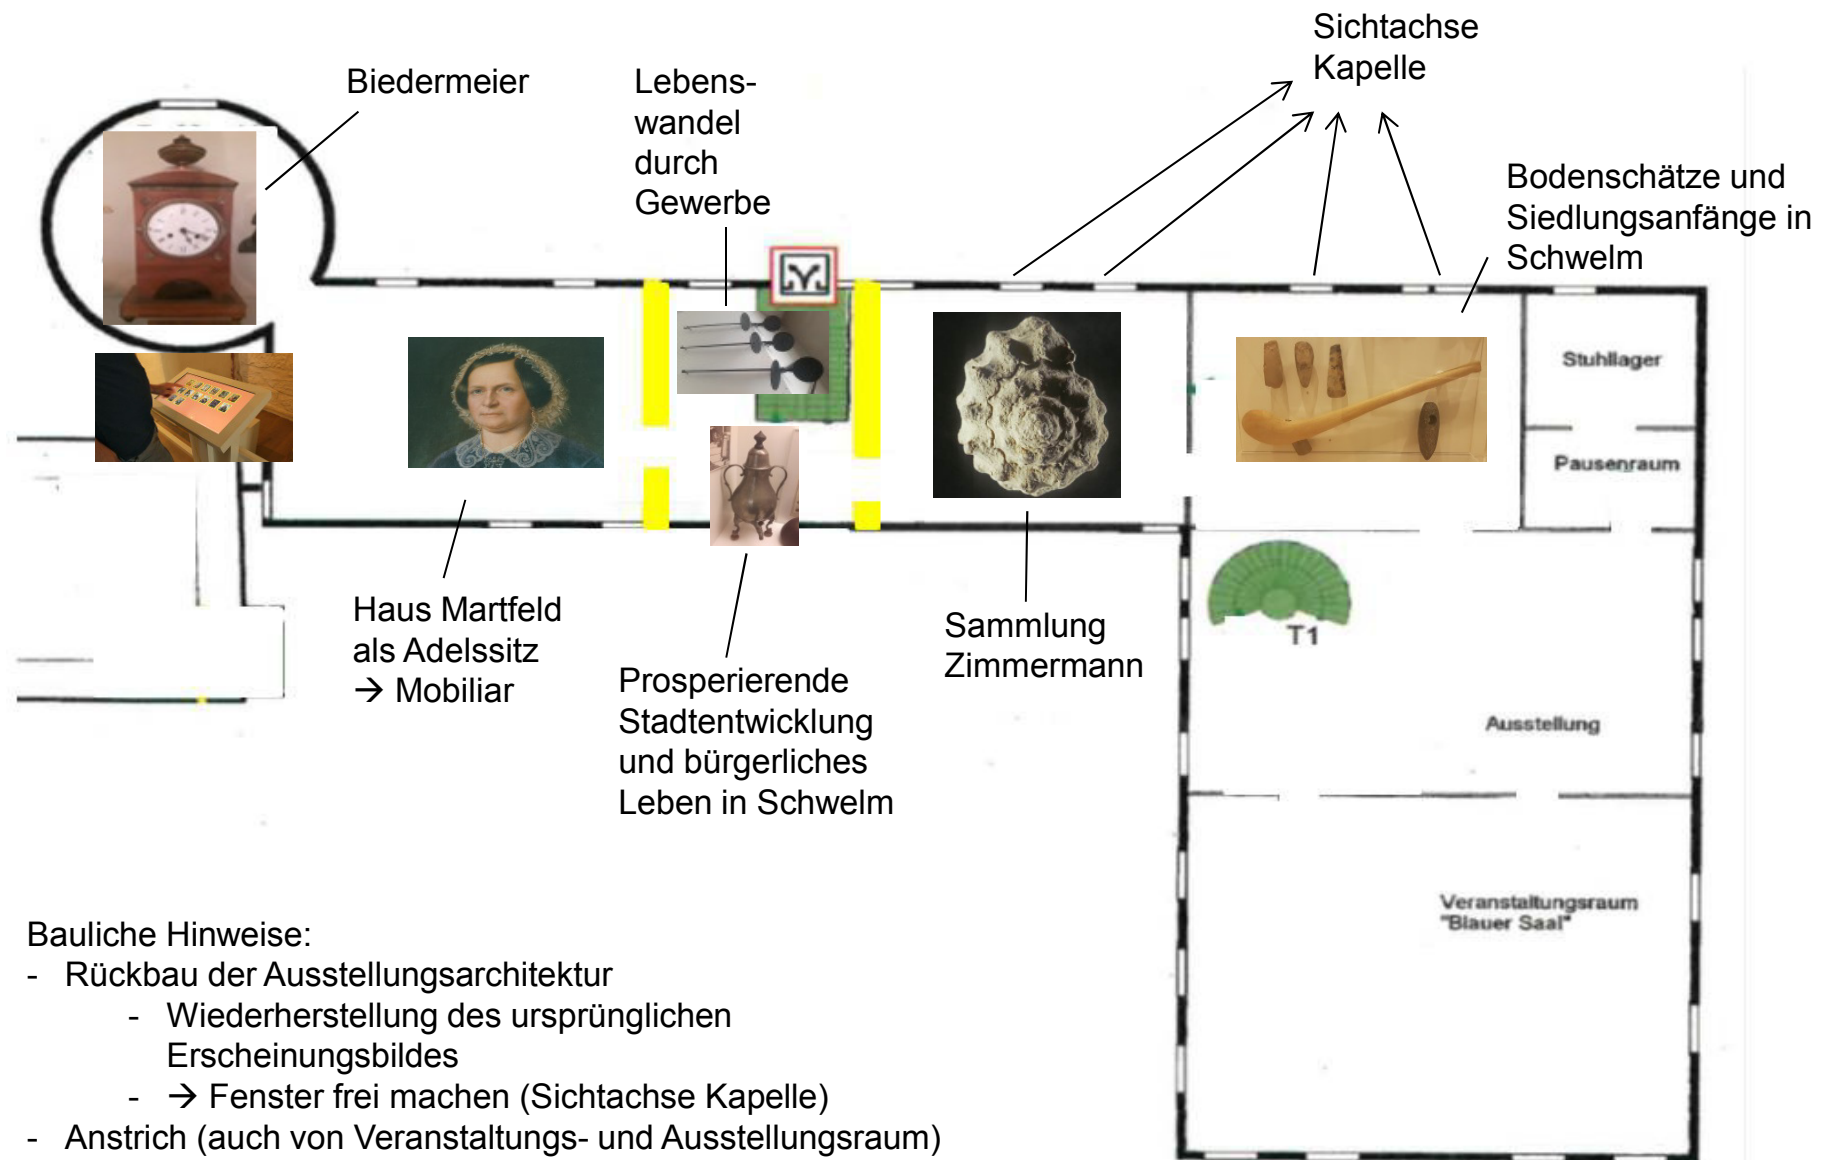 Sichtachse
Kapelle
Biedermeier
Lebens-
wandel
durch
Gewerbe
Bodenschätze und
Siedlungsanfänge in
Schwelm
Stuhllager
Pausenraum
T1
Haus Martfeld
als Adelssitz
→ Mobiliar
Prosperierende
Stadtentwicklung
und bürgerliches
Leben in Schwelm
Sammlung
Zimmermann
Ausstellung
Veranstaltungsraum
"Blauer Saal"
Bauliche Hinweise:
- Rückbau der Ausstellungsarchitektur
- Wiederherstellung des ursprünglichen
Erscheinungsbildes
- → Fenster frei machen (Sichtachse Kapelle)
- Anstrich (auch von Veranstaltungs- und Ausstellungsraum)